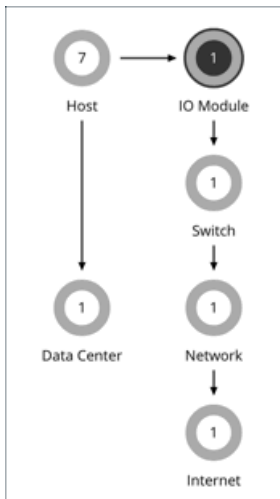 7
1
Host
IO Module
1
Switch
1
1
Data Center
Network
1
Internet